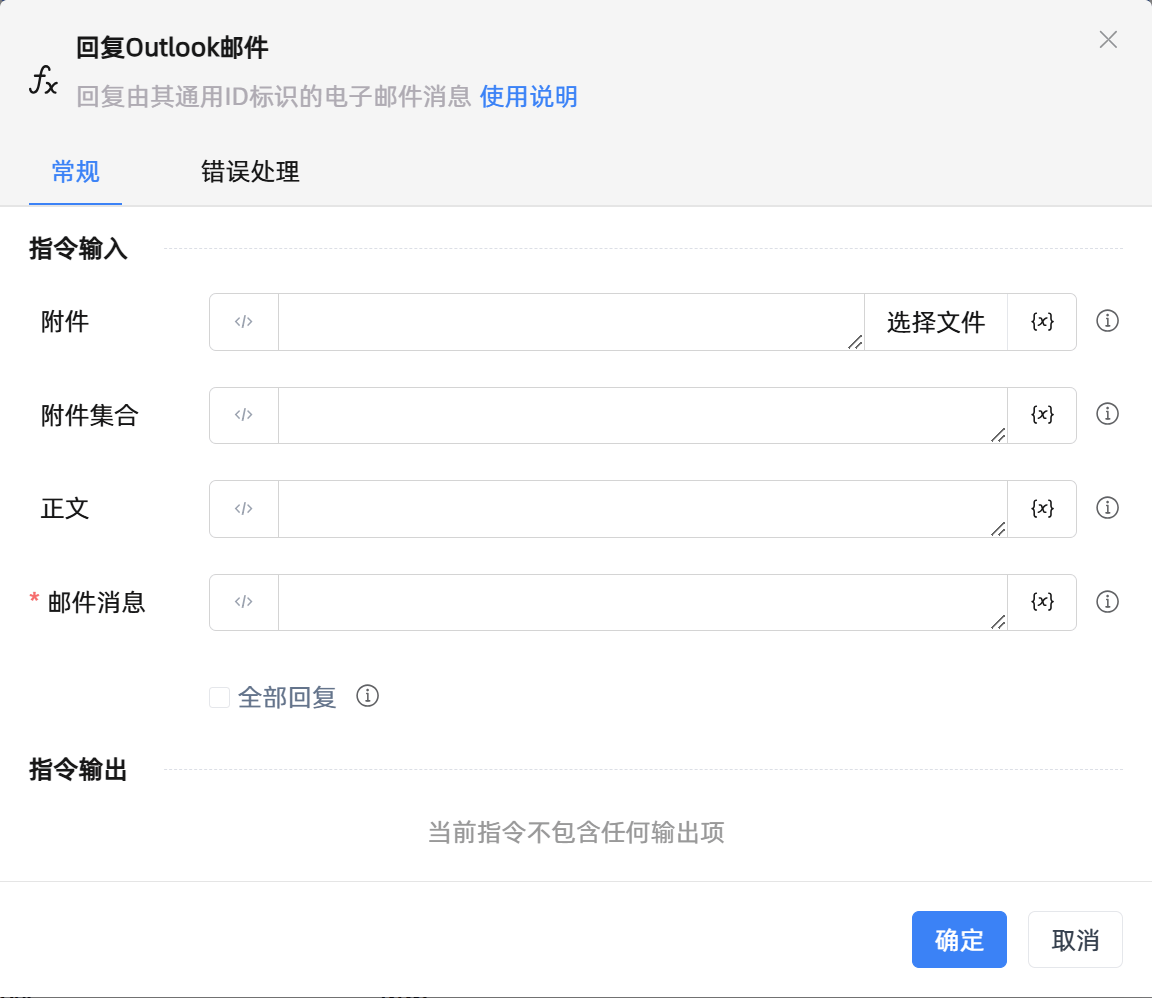 回复Outlook邮件
回复由其通用ID标识的电子邮件消息 使用说明
常规 错误处理
指令输入
附件 </> 选择文件 {x}
附件集合 </> {x}
正文 </> {x}
* 邮件消息 </> {x}
全部回复
指令输出
当前指令不包含任何输出项
确定 取消